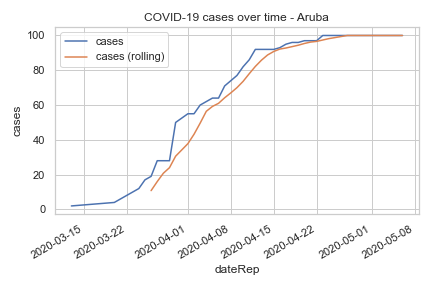 COVID-19 cases over time - Aruba
cases
cases (rolling)
100
80
60
40
20
0
cases
2020-03-15
2020-03-22
2020-04-01
2020-04-08
2020-04-15
2020-04-22
2020-05-01
2020-05-08
dateRep